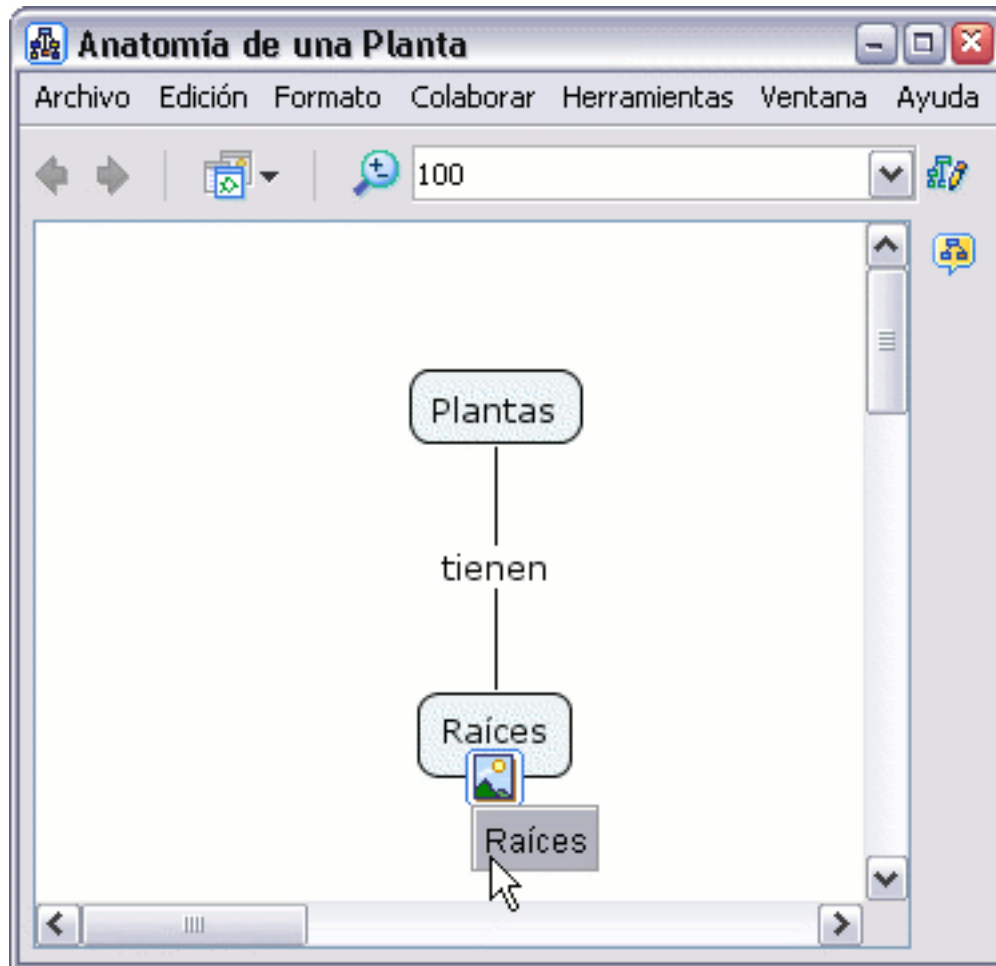 Anatomía de una Planta
Archivo Edición Formato Colaborar Herramientas Ventana Ayuda
100
Plantas
tienen
Raíces
Raíces